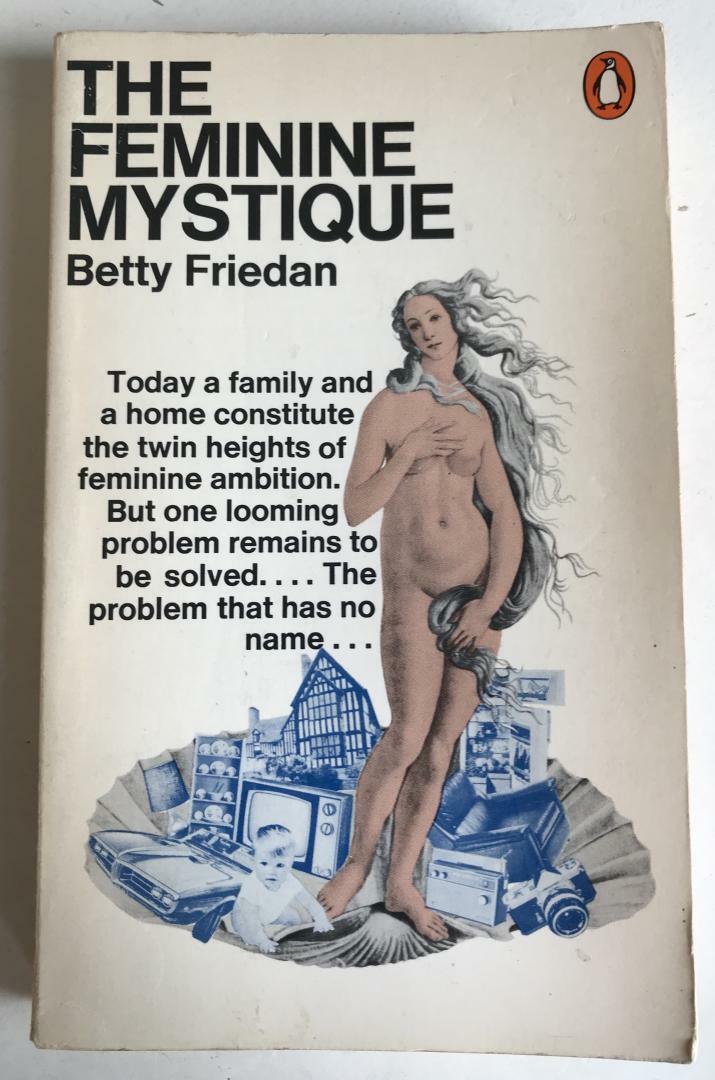 THE
FEMININE
MYSTIQUE
Betty Friedan
Today a family and
a home constitute
the twin heights of
feminine ambition.
But one looming
problem remains to
be solved. . . . The
problem that has no
name . . .